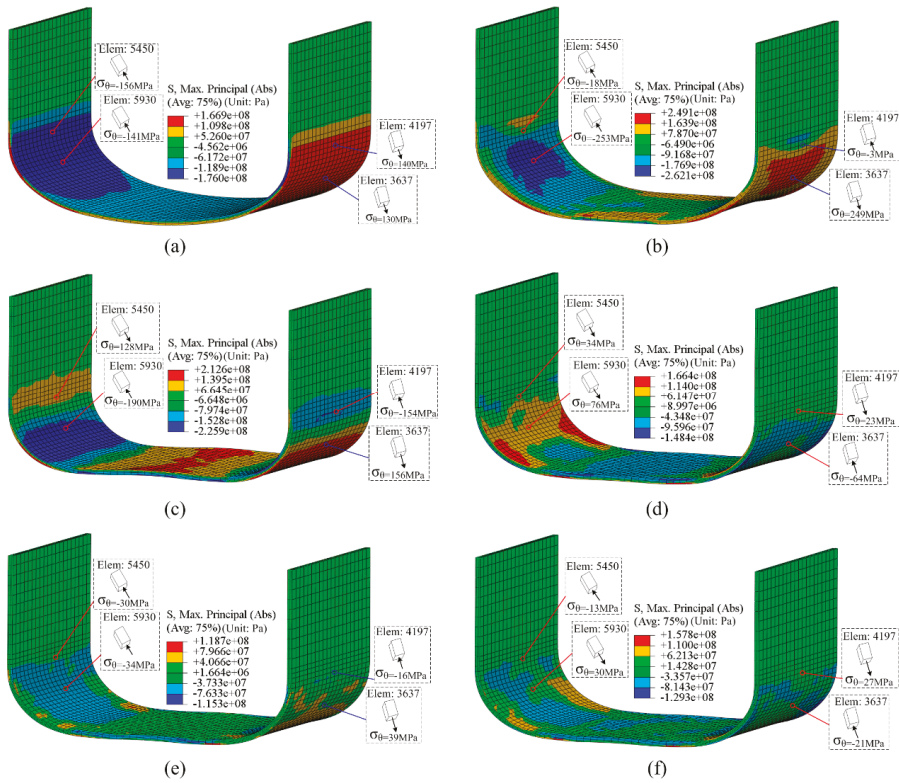 Elem: 5450
σθ=-156MPa
Elem: 5930
σθ=-141MPa
S, Max. Principal (Abs)
(Avg: 75%) (Unit: Pa)
+1.669e+08
+1.098e+08
+5.260e+07
-4.562e+06
-6.172e+07
-1.189e+08
-1.760e+08
Elem: 4197
σθ=140MPa
Elem: 3637
σθ=130MPa
(a)
Elem: 5450
σθ=-18MPa
Elem: 5930
σθ=-253MPa
S, Max. Principal (Abs)
(Avg: 75%) (Unit: Pa)
+2.491e+08
+1.639e+08
+7.870e+07
-6.490e+06
-9.168e+07
-1.769e+08
-2.621e+08
Elem: 4197
σθ=-3MPa
Elem: 3637
σθ=249MPa
(b)
Elem: 5450
σθ=128MPa
Elem: 5930
σθ=-190MPa
S, Max. Principal (Abs)
(Avg: 75%) (Unit: Pa)
+2.126e+08
+1.395e+08
+6.645e+07
-6.648e+06
-7.974e+07
-1.528e+08
-2.259e+08
Elem: 4197
σθ=-154MPa
Elem: 3637
σθ=156MPa
(c)
Elem: 5450
σθ=34MPa
Elem: 5930
σθ=76MPa
S, Max. Principal (Abs)
(Avg: 75%) (Unit: Pa)
+1.664e+08
+1.140e+08
+6.147e+07
+8.997e+06
-4.348e+07
-9.596e+07
-1.484e+08
Elem: 4197
σθ=23MPa
Elem: 3637
σθ=-64MPa
(d)
Elem: 5450
σθ=-30MPa
Elem: 5930
σθ=-34MPa
S, Max. Principal (Abs)
(Avg: 75%) (Unit: Pa)
+1.187e+08
+7.966e+07
+4.066e+07
+1.664e+06
-3.733e+07
-7.633e+07
-1.153e+08
Elem: 4197
σθ=-16MPa
Elem: 3637
σθ=39MPa
(e)
Elem: 5450
σθ=-13MPa
Elem: 5930
σθ=30MPa
S, Max. Principal (Abs)
(Avg: 75%) (Unit: Pa)
+1.578e+08
+1.100e+08
+6.213e+07
+1.428e+07
-3.357e+07
-8.143e+07
-1.293e+08
Elem: 4197
σθ=27MPa
Elem: 3637
σθ=-21MPa
(f)